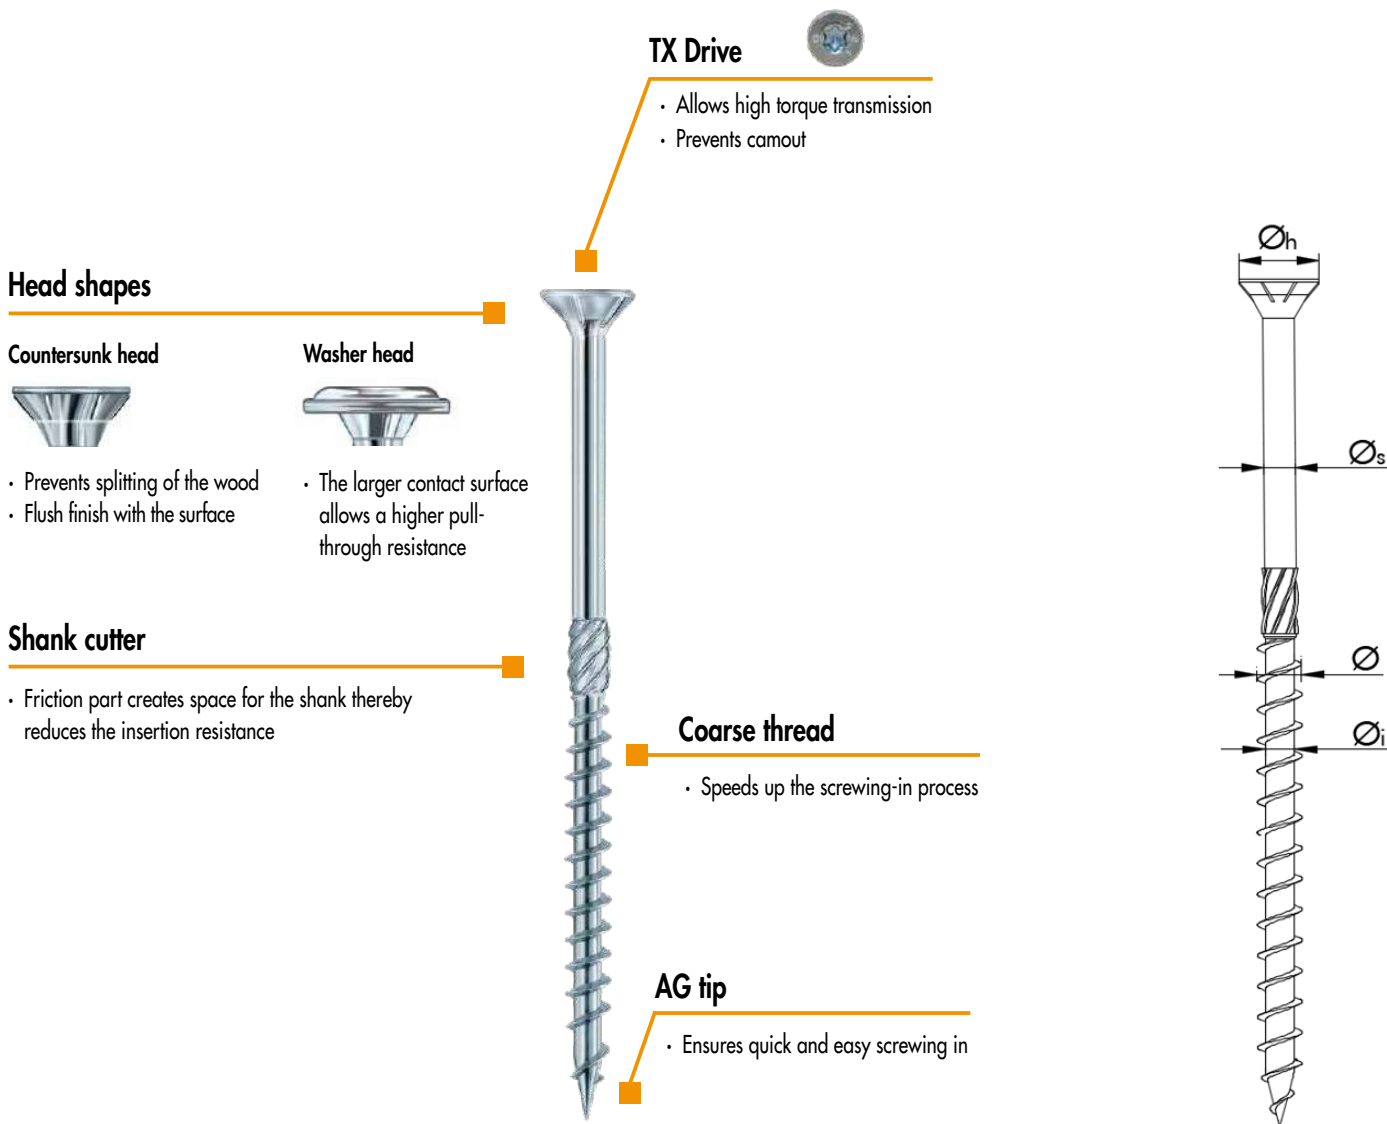 TX Drive
· Allows high torque transmission
· Prevents camout
Head shapes
Countersunk head
· Prevents splitting of the wood
· Flush finish with the surface
Washer head
· The larger contact surface
allows a higher pull-
through resistance
Shank cutter
· Friction part creates space for the shank thereby
reduces the insertion resistance
Coarse thread
· Speeds up the screwing-in process
AG tip
· Ensures quick and easy screwing in
Øh
Øs
Ø
Øi